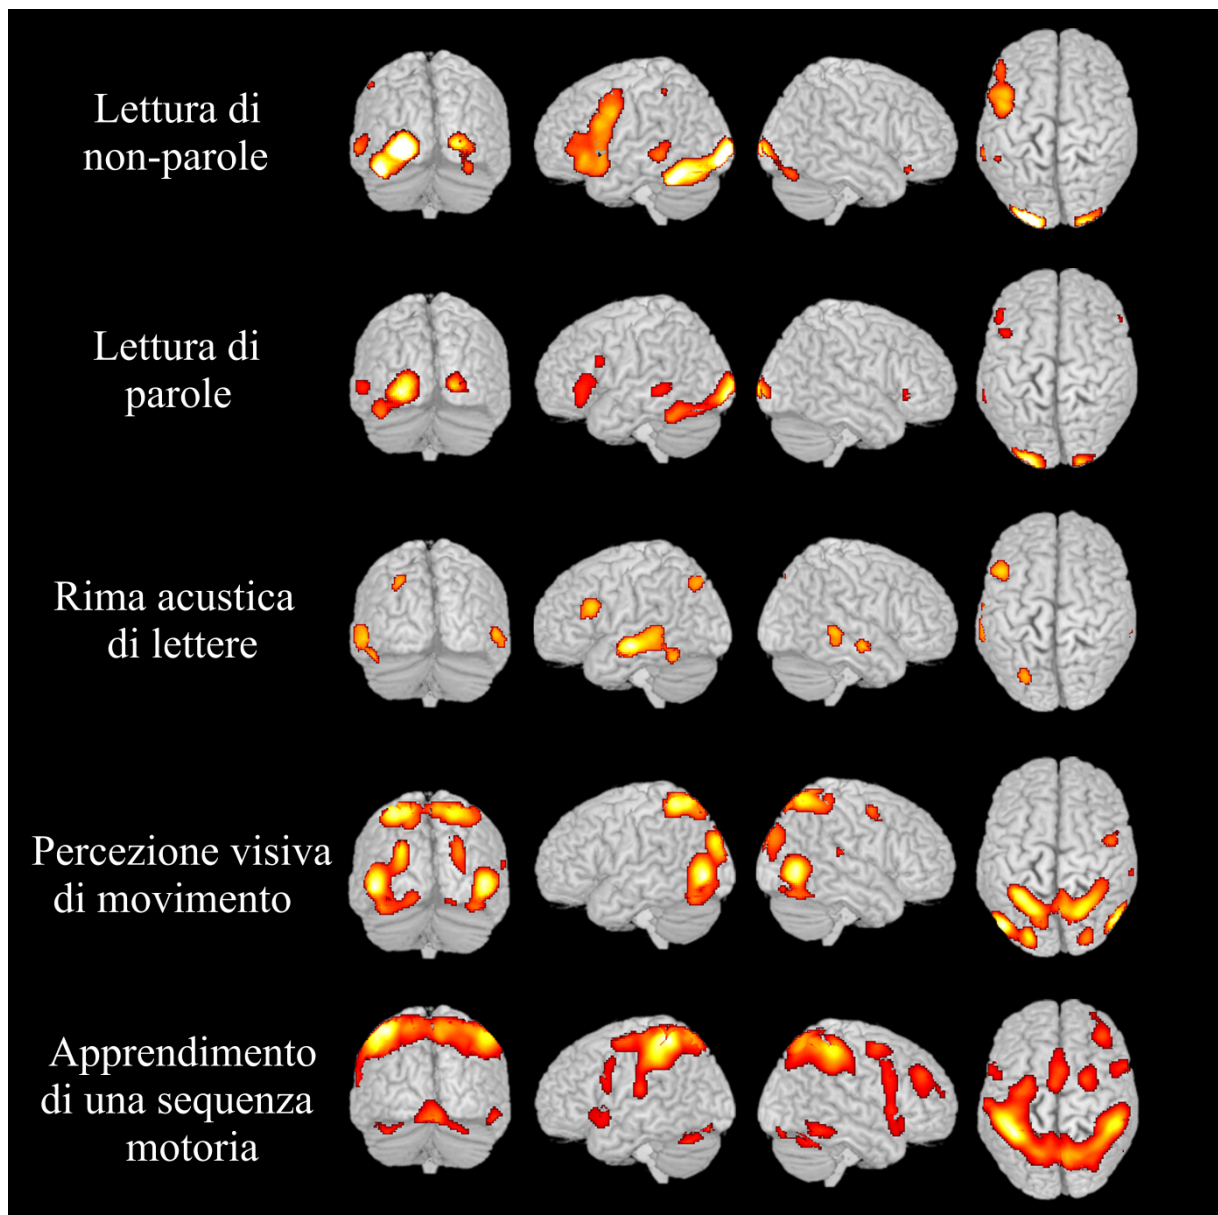 Lettura di
non-parole
Lettura di
parole
Rima acustica
di lettere
Percezione visiva
di movimento
Apprendimento
di una sequenza
motoria